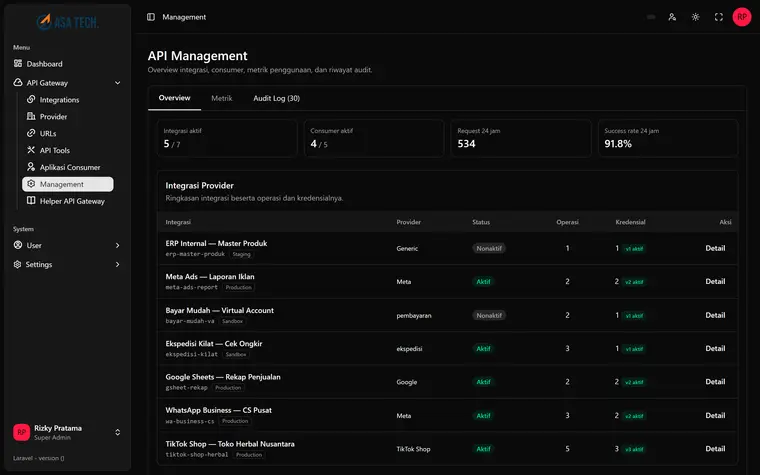 ASA TECH.
Menu
Dashboard
API Gateway
Integrations
Provider
URLs
API Tools
Aplikasi Consumer
Management
Helper API Gateway
System
User
Settings
RP
Rizky Pratama
Super Admin
Laravel - version ()
Management
RP
API Management
Overview integrasi, consumer, metrik penggunaan, dan riwayat audit.
Overview Metrik Audit Log (30)
Integrasi aktif
5 / 7
Consumer aktif
4 / 5
Request 24 jam
534
Success rate 24 jam
91.8%
Integrasi Provider
Ringkasan integrasi beserta operasi dan kredensialnya.
Integrasi Provider Status Operasi Kredensial Aksi
ERP Internal — Master Produk
erp-master-produk Staging
Generic Nonaktif 1 1 v1 aktif Detail
Meta Ads — Laporan Iklan
meta-ads-report Production
Meta Aktif 2 2 v2 aktif Detail
Bayar Mudah — Virtual Account
bayar-mudah-va Sandbox
pembayaran Nonaktif 2 1 v1 aktif Detail
Ekspedisi Kilat — Cek Ongkir
ekspedisi-kilat Sandbox
ekspedisi Aktif 3 1 v1 aktif Detail
Google Sheets — Rekap Penjualan
gsheet-rekap Production
Google Aktif 2 2 v2 aktif Detail
WhatsApp Business — CS Pusat
wa-business-cs Production
Meta Aktif 3 2 v2 aktif Detail
TikTok Shop — Toko Herbal Nusantara
tiktok-shop-herbal Production
TikTok Shop Aktif 5 3 v3 aktif Detail